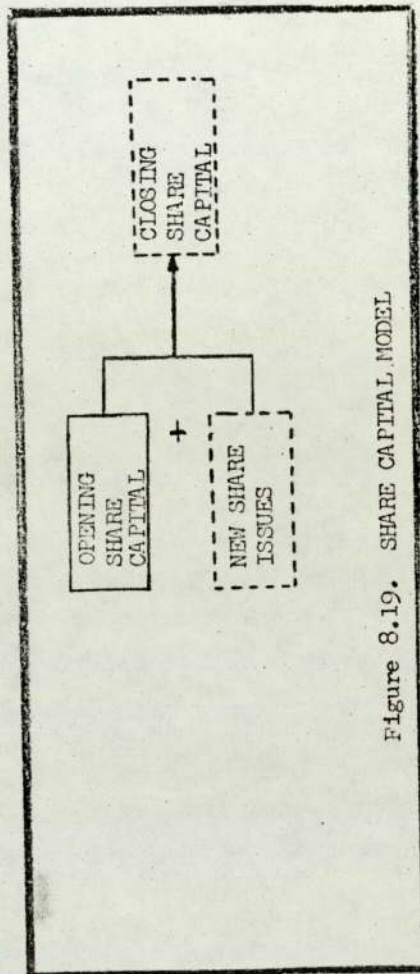 OPENING
SHARE
CAPITAL
+
NEW SHARE
ISSUES
CLOSING
SHARE
CAPITAL
Figure 8.19. SHARE CAPITAL MODEL